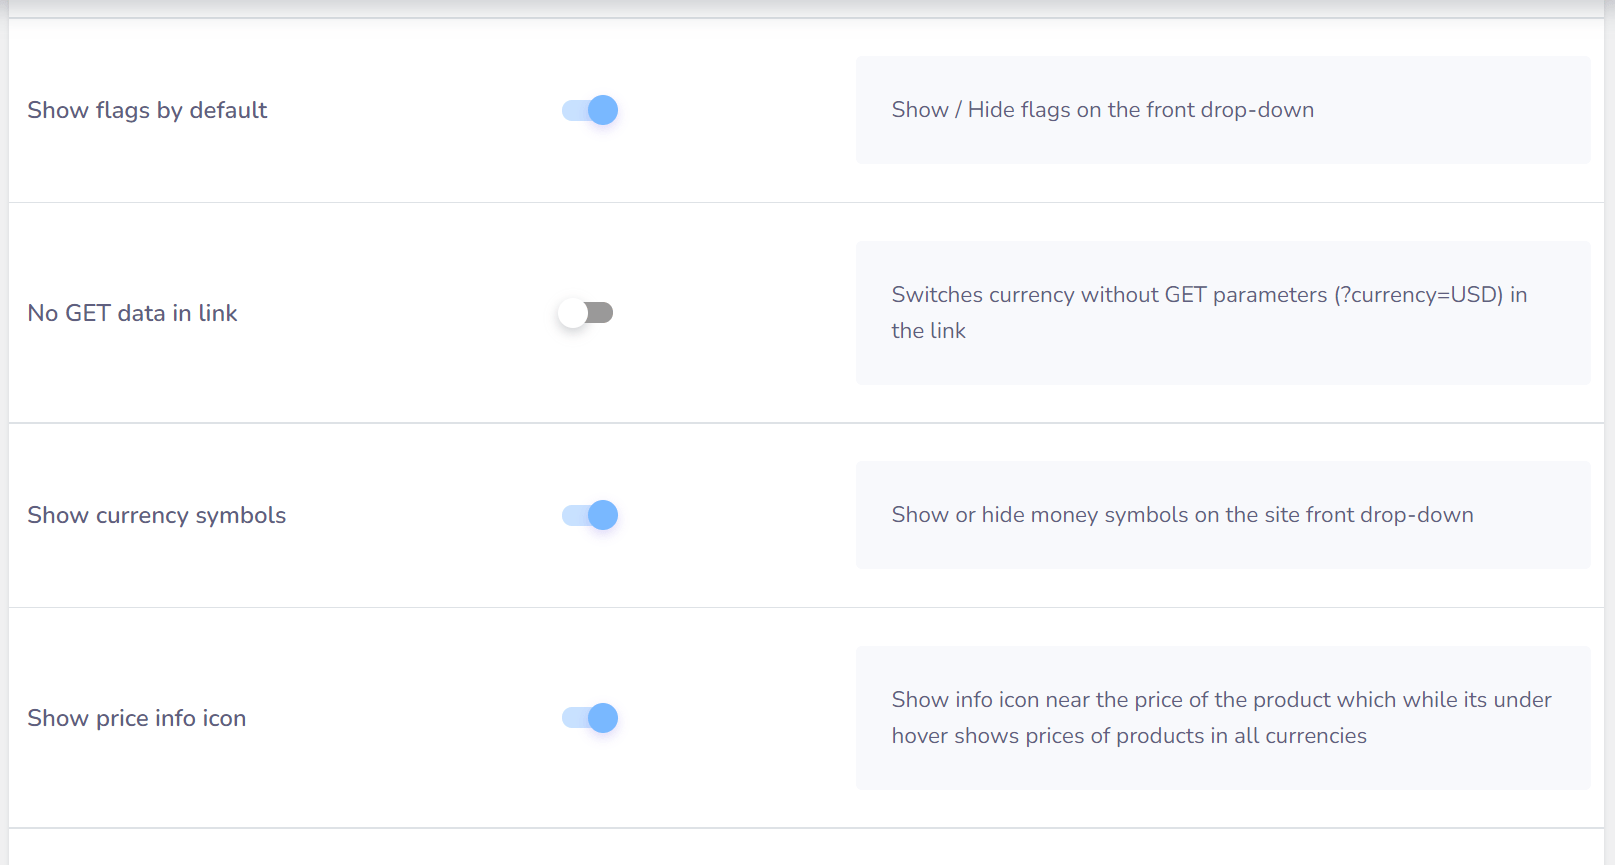 Show flags by default
Show / Hide flags on the front drop-down
No GET data in link
Switches currency without GET parameters (?currency=USD) in
the link
Show currency symbols
Show or hide money symbols on the site front drop-down
Show price info icon
Show info icon near the price of the product which while its under
hover shows prices of products in all currencies